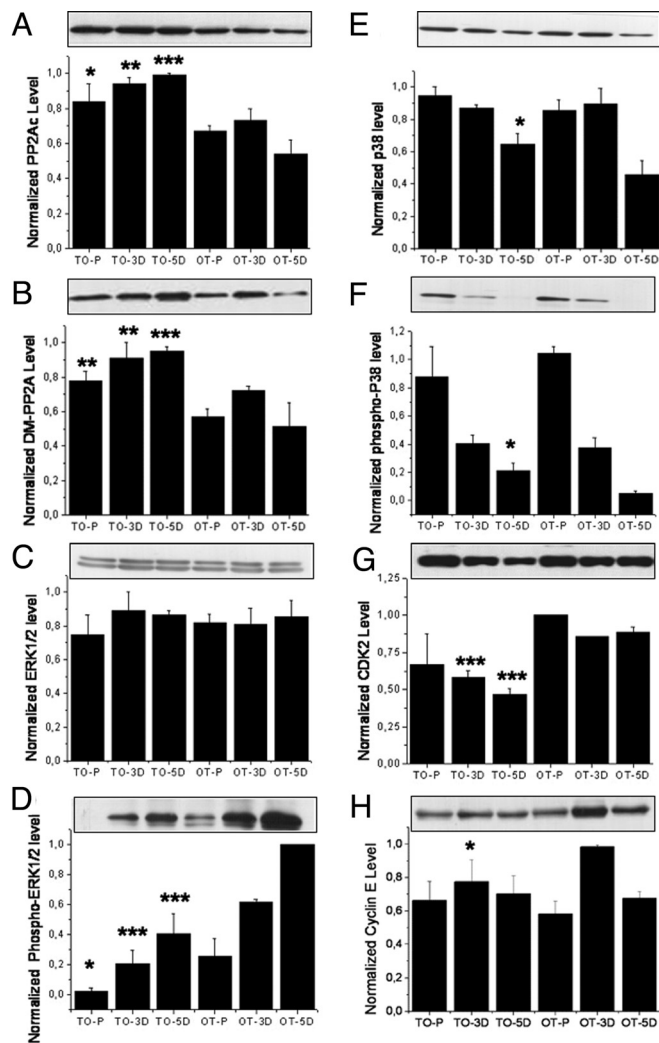 A
*
**
***
Normalized PP2Ac Level
1,0
0,8
0,6
0,4
0,2
0,0
TO-P TO-3D TO-5D OT-P OT-3D OT-5D
B
**
**
***
Normalized DM-PP2A Level
1,0
0,8
0,6
0,4
0,2
0,0
TO-P TO-3D TO-5D OT-P OT-3D OT-5D
C
Normalized ERK1/2 level
1,0
0,8
0,6
0,4
0,2
0,0
TO-P TO-3D TO-5D OT-P OT-3D OT-5D
D
*
***
***
Normalized Phospho-ERK1/2 level
1,0
0,8
0,6
0,4
0,2
0,0
TO-P TO-3D TO-5D OT-P OT-3D OT-5D
E
*
Normalized p38 level
1,0
0,8
0,6
0,4
0,2
0,0
TO-P TO-3D TO-5D OT-P OT-3D OT-5D
F
*
Normalized phospho-P38 level
1,2
1,0
0,8
0,6
0,4
0,2
0,0
TO-P TO-3D TO-5D OT-P OT-3D OT-5D
G
***
***
Normalized CDK2 Level
1,25
1,00
0,75
0,50
0,25
0,00
TO-P TO-3D TO-5D OT-P OT-3D OT-5D
H
*
Normalized Cyclin E Level
1,0
0,8
0,6
0,4
0,2
0,0
TO-P TO-3D TO-5D OT-P OT-3D OT-5D